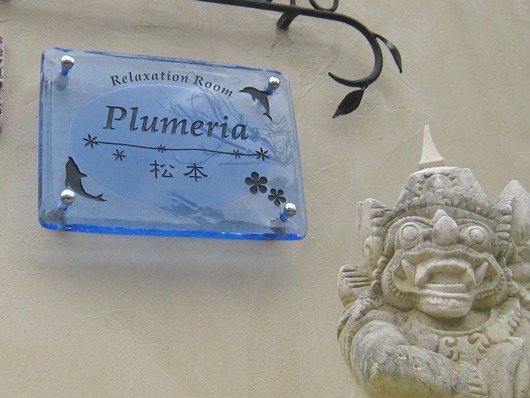 Relaxation Room
Plumeria
松本